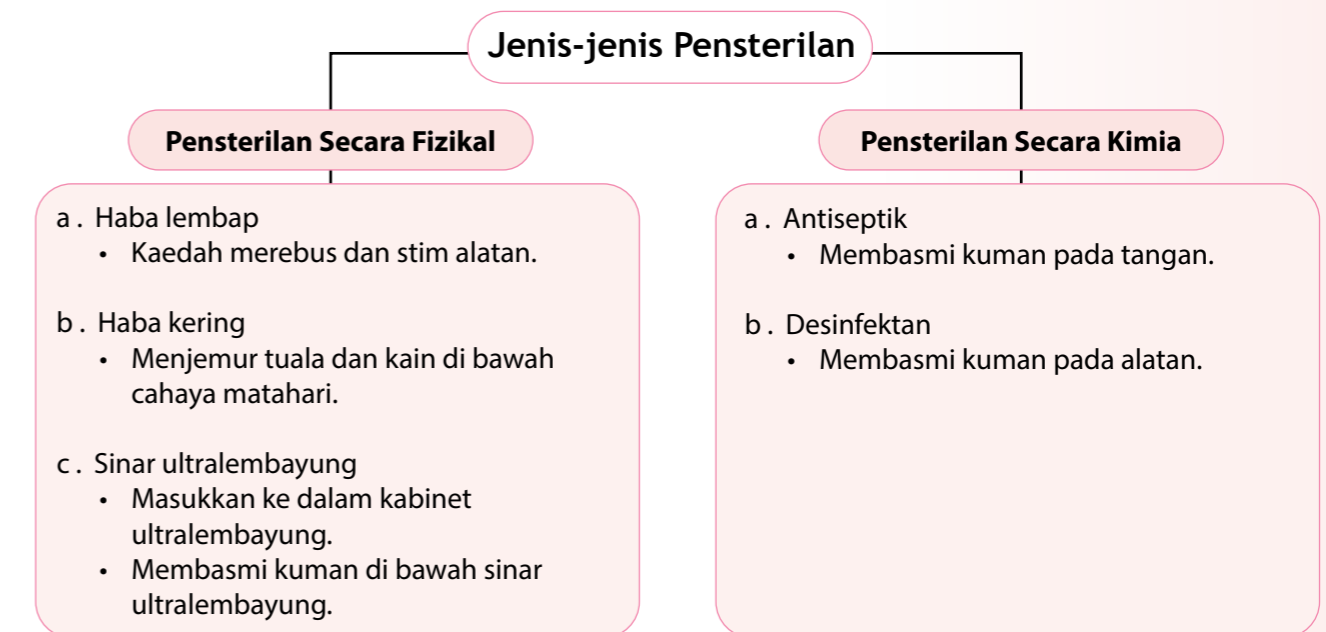 Jenis-jenis Pensterilan
Pensterilan Secara Fizikal
a . Haba lembap
• Kaedah merebus dan stim alatan.
b . Haba kering
• Menjemur tuala dan kain di bawah
cahaya matahari.
c . Sinar ultralembayung
• Masukkan ke dalam kabinet
ultralembayung.
• Membasmi kuman di bawah sinar
ultralembayung.
Pensterilan Secara Kimia
a . Antiseptik
• Membasmi kuman pada tangan.
b . Desinfektan
• Membasmi kuman pada alatan.